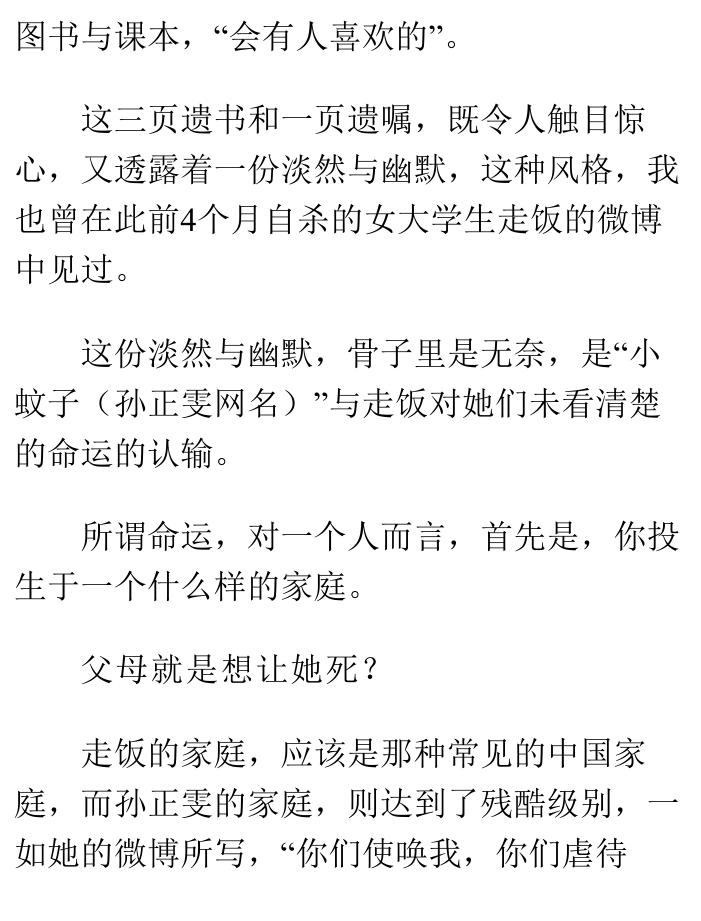 图书与课本，“会有人喜欢的”。
这三页遗书和一页遗嘱，既令人触目惊
心，又透露着一份淡然与幽默，这种风格，我
也曾在此前4个月自杀的女大学生走饭的微博
中见过。
这份淡然与幽默，骨子里是无奈，是“小
蚊子（孙正雯网名）”与走饭对她们未看清楚
的命运的认输。
所谓命运，对一个人而言，首先是，你投
生于一个什么样的家庭。
父母就是想让她死？
走饭的家庭，应该是那种常见的中国家
庭，而孙正雯的家庭，则达到了残酷级别，一
如她的微博所写，“你们使唤我，你们虐待